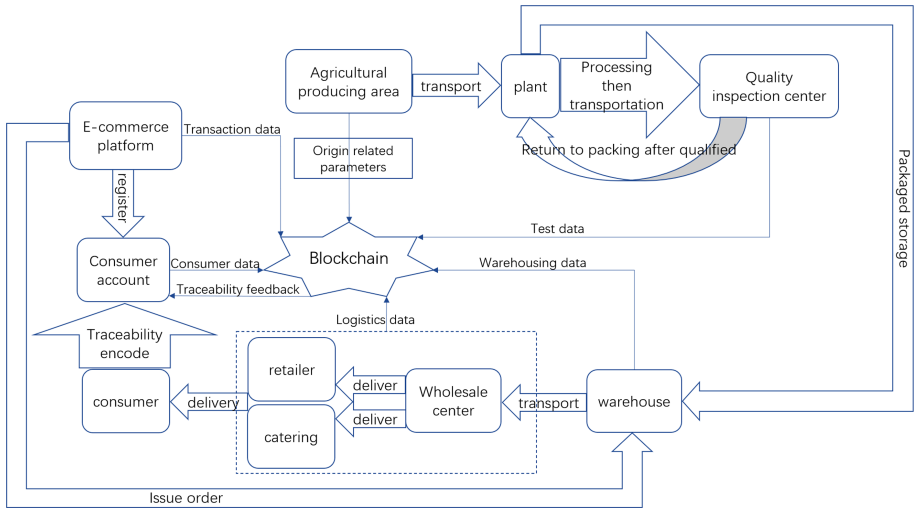 Agricultural
producing area
transport
plant
Processing
then
transportation
Quality
inspection center
E-commerce
platform
Transaction data
Origin related
parameters
Return to packing after qualified
Packaged storage
register
Test data
Consumer
account
Consumer data
Blockchain
Warehousing data
Traceability feedback
Logistics data
Traceability
encode
retailer
deliver
Wholesale
center
consumer
delivery
transport
warehouse
deliver
catering
Issue order